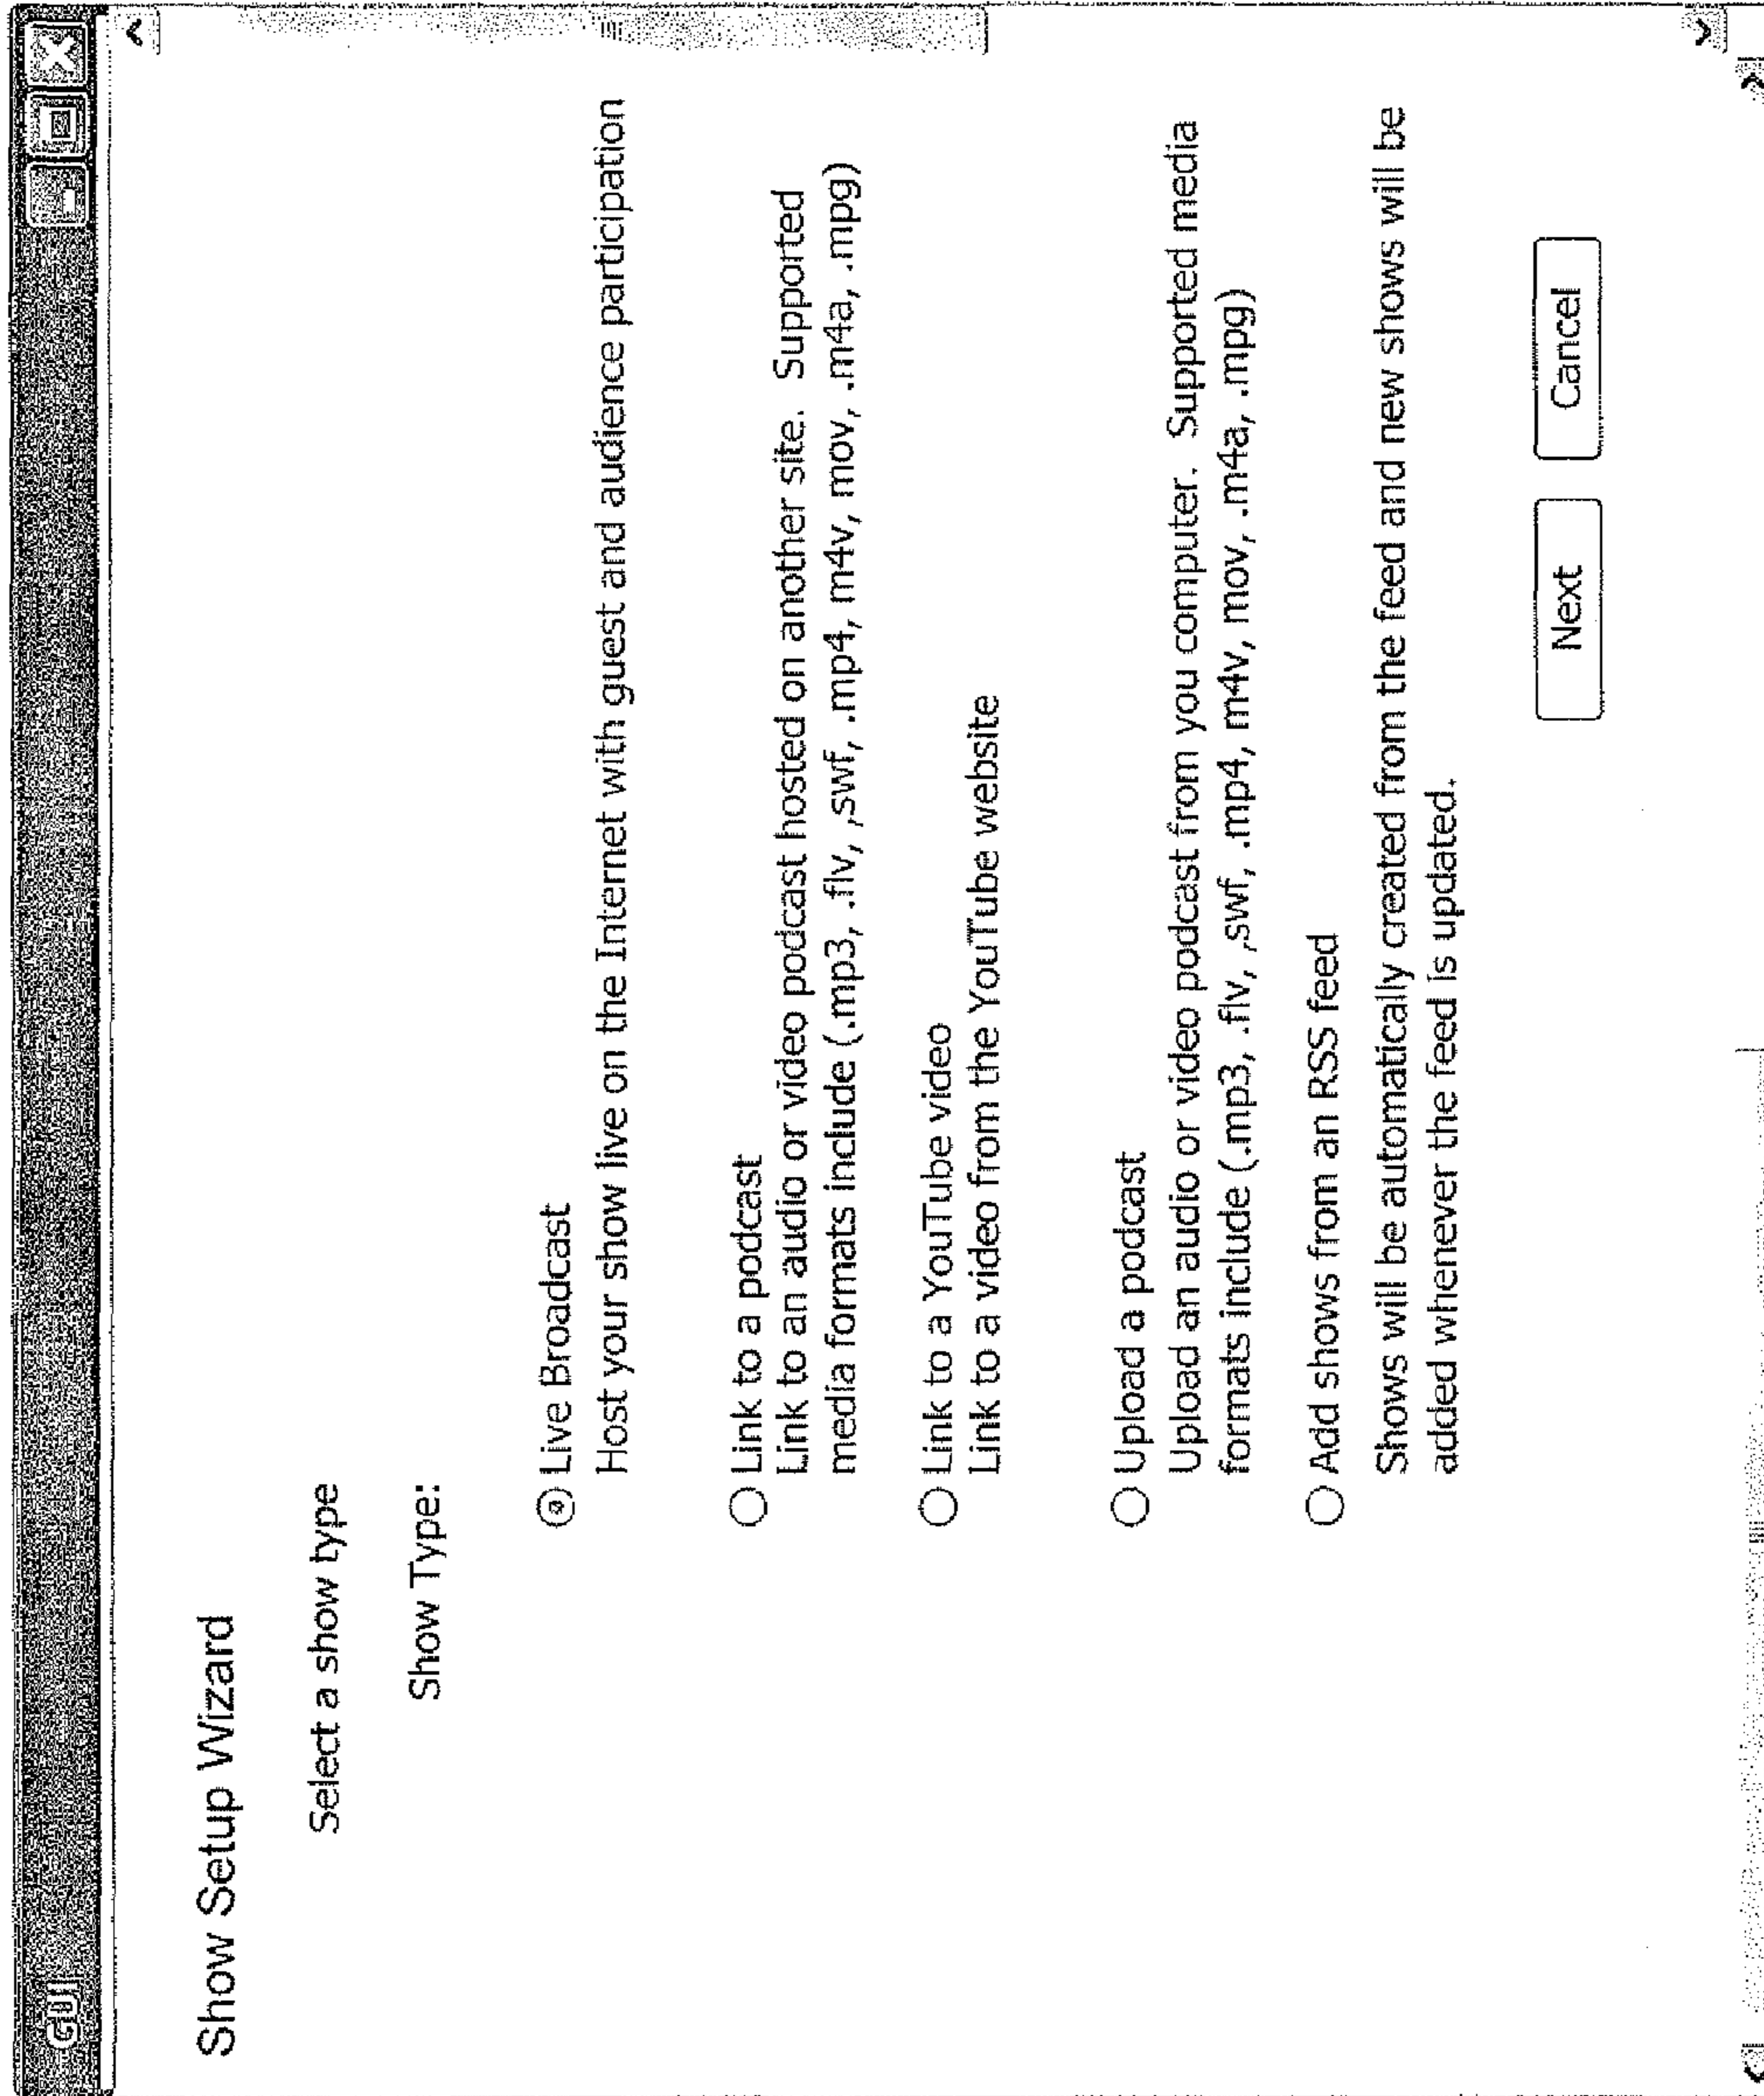 GUI
Show Setup Wizard
Select a show type
Show Type:
Live Broadcast
Host your show live on the Internet with guest and audience participation
Link to a podcast
Link to an audio or video podcast hosted on another site. Supported
media formats include (.mp3, .flv, ,swf, .mp4, m4v, mov, .m4a, .mpg)
Link to a YouTube video
Link to a video from the YouTube website
Upload a podcast
Upload an audio or video podcast from you computer. Supported media
formats include (.mp3, .flv, ,swf, .mp4, m4v, mov, .m4a, .mpg)
Add shows from an RSS feed
Shows will be automatically created from the feed and new shows will be
added whenever the feed is updated.
Next Cancel